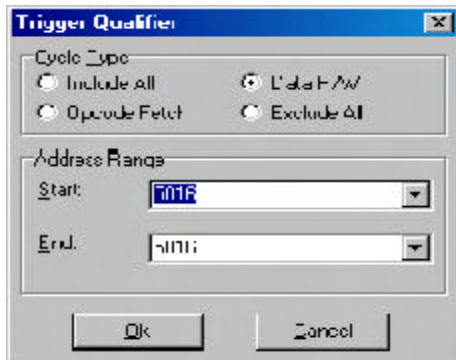 Trigger Qualifier
Cycle Type
Include All
Data R/W
Opcode Fetch
Exclude All
Address Range
Start:
End:
Ok
Cancel